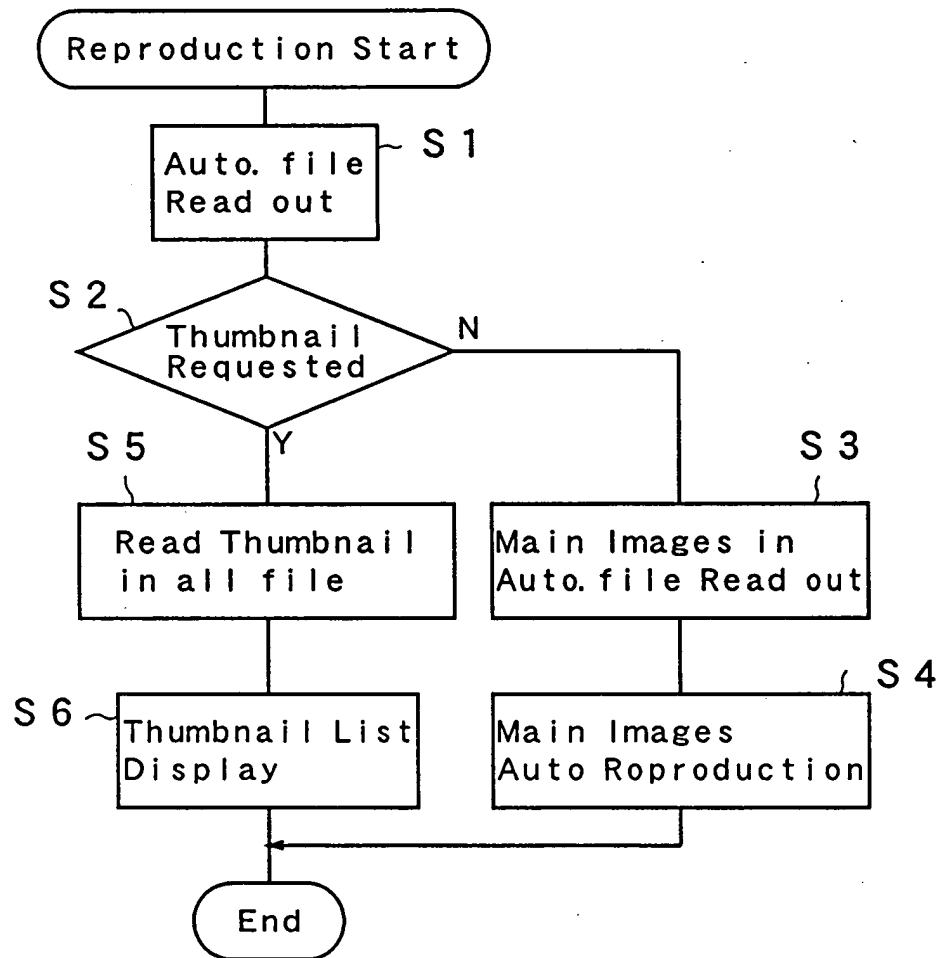 Reproduction Start
S1
Auto. file
Read out
S2
Thumbnail
Requested
N
Y
S5
S3
Read Thumbnail
in all file
Main Images in
Auto. file Read out
S4
S6
Thumbnail List
Display
Main Images
Auto Roproduction
End